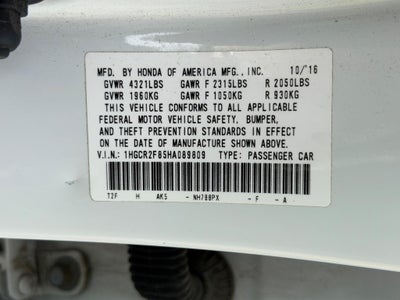 MFD. BY HONDA OF AMERICA MFG., INC. 10/16
GVWR 4321LBS GAWR F 2315LBS R 2050LBS
GVWR 1960KG GAWR F 1050KG R 930KG
THIS VEHICLE CONFORMS TO ALL APPLICABLE
FEDERAL MOTOR VEHICLE SAFETY, BUMPER,
AND THEFT PREVENTION STANDARDS IN EFFECT
ON THE DATE OF MANUFACTURE SHOWN ABOVE.
V.I.N.: 1HGCR2F85HA089809 TYPE: PASSENGER CAR
T2F H AK5 - NH788PX - F - A